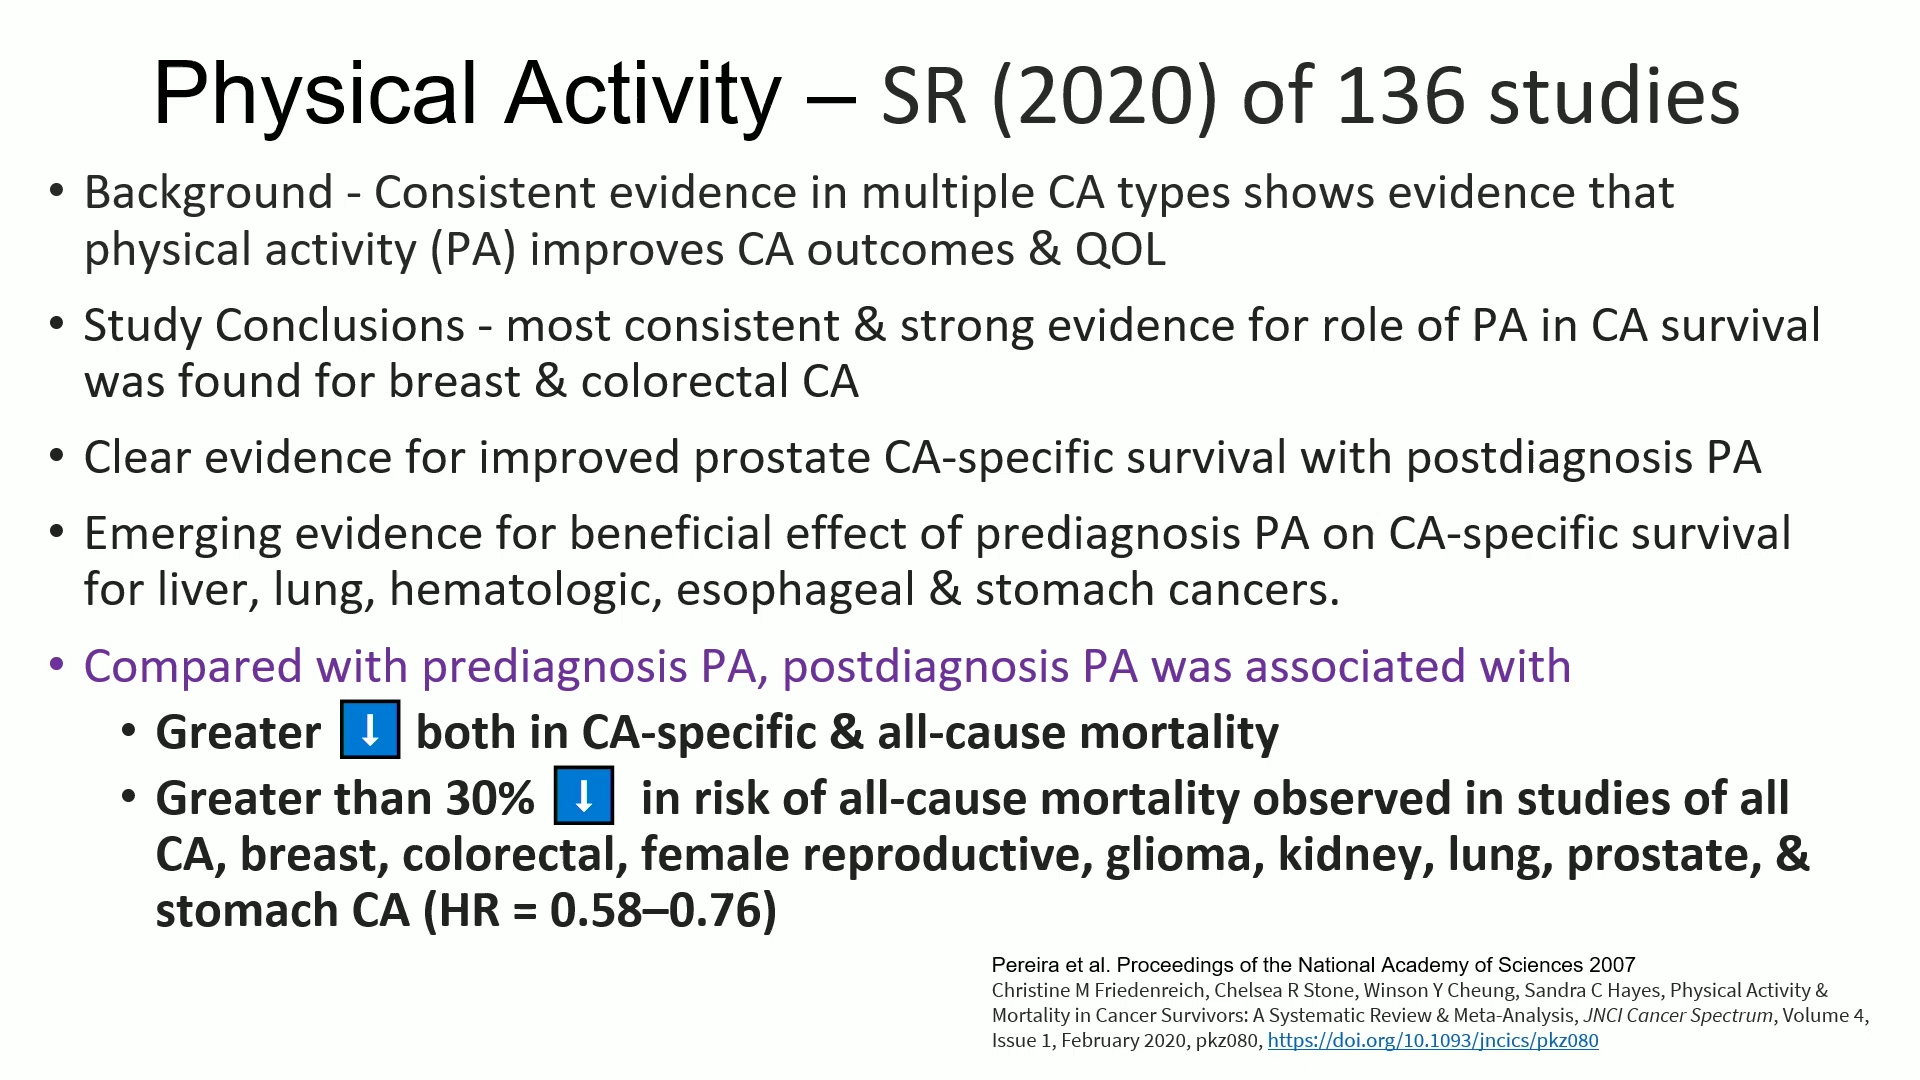 Physical Activity – SR (2020) of 136 studies
• Background - Consistent evidence in multiple CA types shows evidence that
physical activity (PA) improves CA outcomes & QOL
• Study Conclusions - most consistent & strong evidence for role of PA in CA survival
was found for breast & colorectal CA
• Clear evidence for improved prostate CA-specific survival with postdiagnosis PA
• Emerging evidence for beneficial effect of prediagnosis PA on CA-specific survival
for liver, lung, hematologic, esophageal & stomach cancers.
• Compared with prediagnosis PA, postdiagnosis PA was associated with
• Greater ⬇️ both in CA-specific & all-cause mortality
• Greater than 30% ⬇️ in risk of all-cause mortality observed in studies of all
CA, breast, colorectal, female reproductive, glioma, kidney, lung, prostate, &
stomach CA (HR = 0.58–0.76)
Pereira et al. Proceedings of the National Academy of Sciences 2007
Christine M Friedenreich, Chelsea R Stone, Winson Y Cheung, Sandra C Hayes, Physical Activity &
Mortality in Cancer Survivors: A Systematic Review & Meta-Analysis, JNCI Cancer Spectrum, Volume 4,
Issue 1, February 2020, pkz080, https://doi.org/10.1093/jncics/pkz080